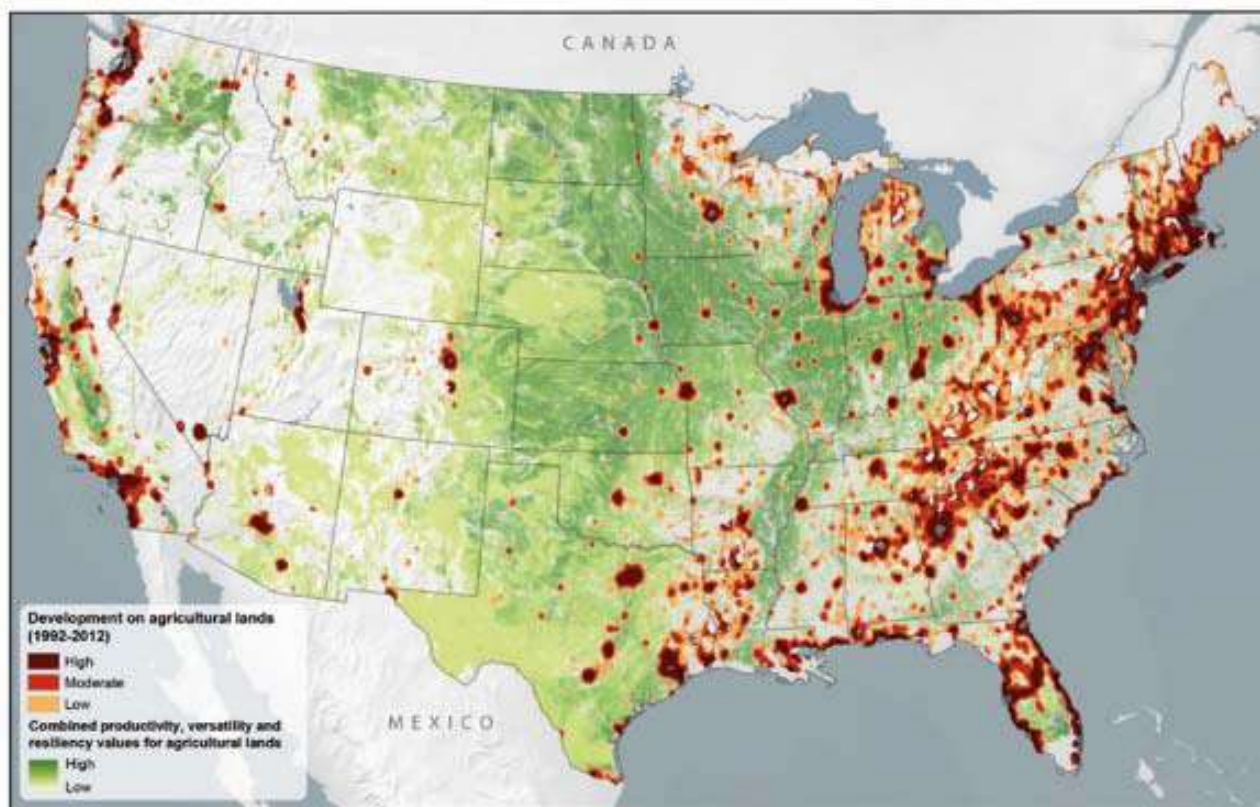 CANADA
MEXICO
Development on agricultural lands
(1992-2012)
High
Moderate
Low
Combined productivity, versatility and
resiliency values for agricultural lands
High
Low